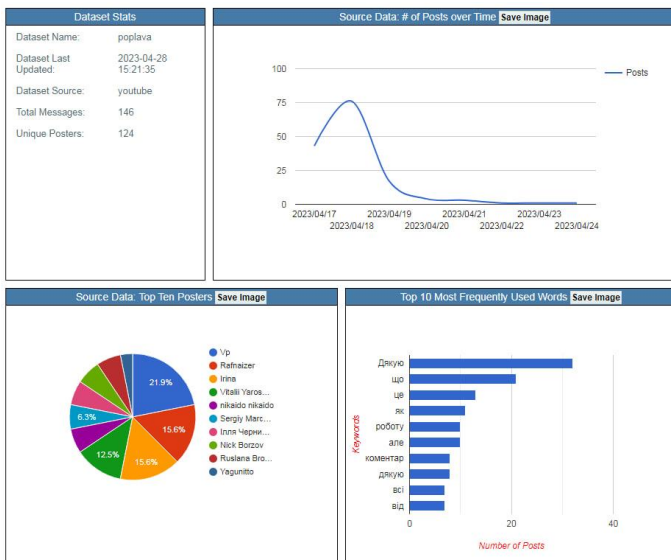 Dataset Stats
Dataset Name: poplava
Dataset Last Updated: 2023-04-28 15:21:35
Dataset Source: youtube
Total Messages: 146
Unique Posters: 124
Source Data: # of Posts over Time Save Image
100
75
50
25
0
2023/04/17 2023/04/19 2023/04/21 2023/04/23
2023/04/18 2023/04/20 2023/04/22 2023/04/24
Posts
Source Data: Top Ten Posters Save Image
21.9%
15.6%
15.6%
12.5%
6.3%
Vp
Rafnaizer
Irina
Vitalii Yaros...
nikaido nikaido
Sergiy Marc...
Ілля Черни...
Nick Borzov
Ruslana Bro...
Yagunitto
Top 10 Most Frequently Used Words Save Image
Keywords
Дякую
що
це
як
роботу
але
коментар
дякую
всі
від
0 20 40
Number of Posts